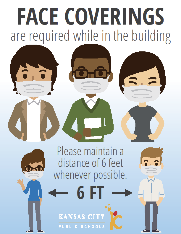 FACE COVERINGS
are required while in the building
Please maintain a
distance of 6 feet
whenever possible.
6 FT
KANSAS CITY
PUBLIC SCHOOLS